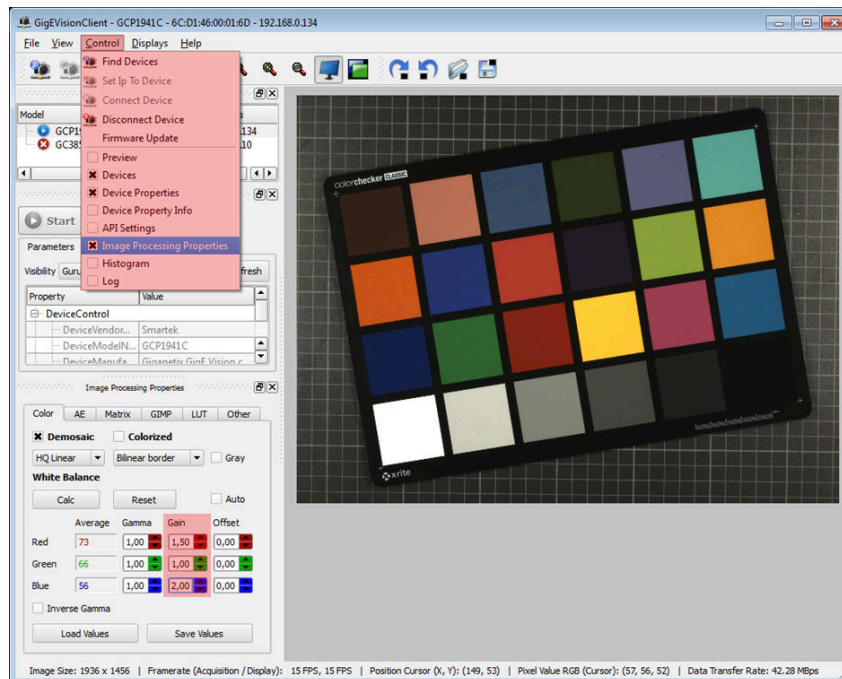 GigEVisionClient - GCP1941C - 6C:D1:46:00:01:6D - 192.168.0.134
File View Control Displays Help
Find Devices
Set Ip To Device
Connect Device
Disconnect Device
Firmware Update
Preview
Devices
Device Properties
Device Property Info
API Settings
Image Processing Properties
Histogram
Log
Model
GCP19 .134
GC385 .10
Start
Parameters
Visibility Guru fresh
Property Value
DeviceControl
DeviceVendor... Smartek
DeviceModelN... GCP1941C
DeviceManufa... Giganetix GigE Vision c
Image Processing Properties
Color AE Matrix GIMP LUT Other
Demosaic Colorized
HQ Linear Bilinear border Gray
White Balance
Calc Reset Auto
Average Gamma Gain Offset
Red 73 1,00 1,50 0,00
Green 66 1,00 1,00 0,00
Blue 56 1,00 2,00 0,00
Inverse Gamma
Load Values Save Values
colorchecker CLASSIC
x-rite
Image Size: 1936 x 1456 | Framerate (Acquisition / Display): 15 FPS, 15 FPS | Position Cursor (X, Y): (149, 53) | Pixel Value RGB (Cursor): (57, 56, 52) | Data Transfer Rate: 42.28 MBps